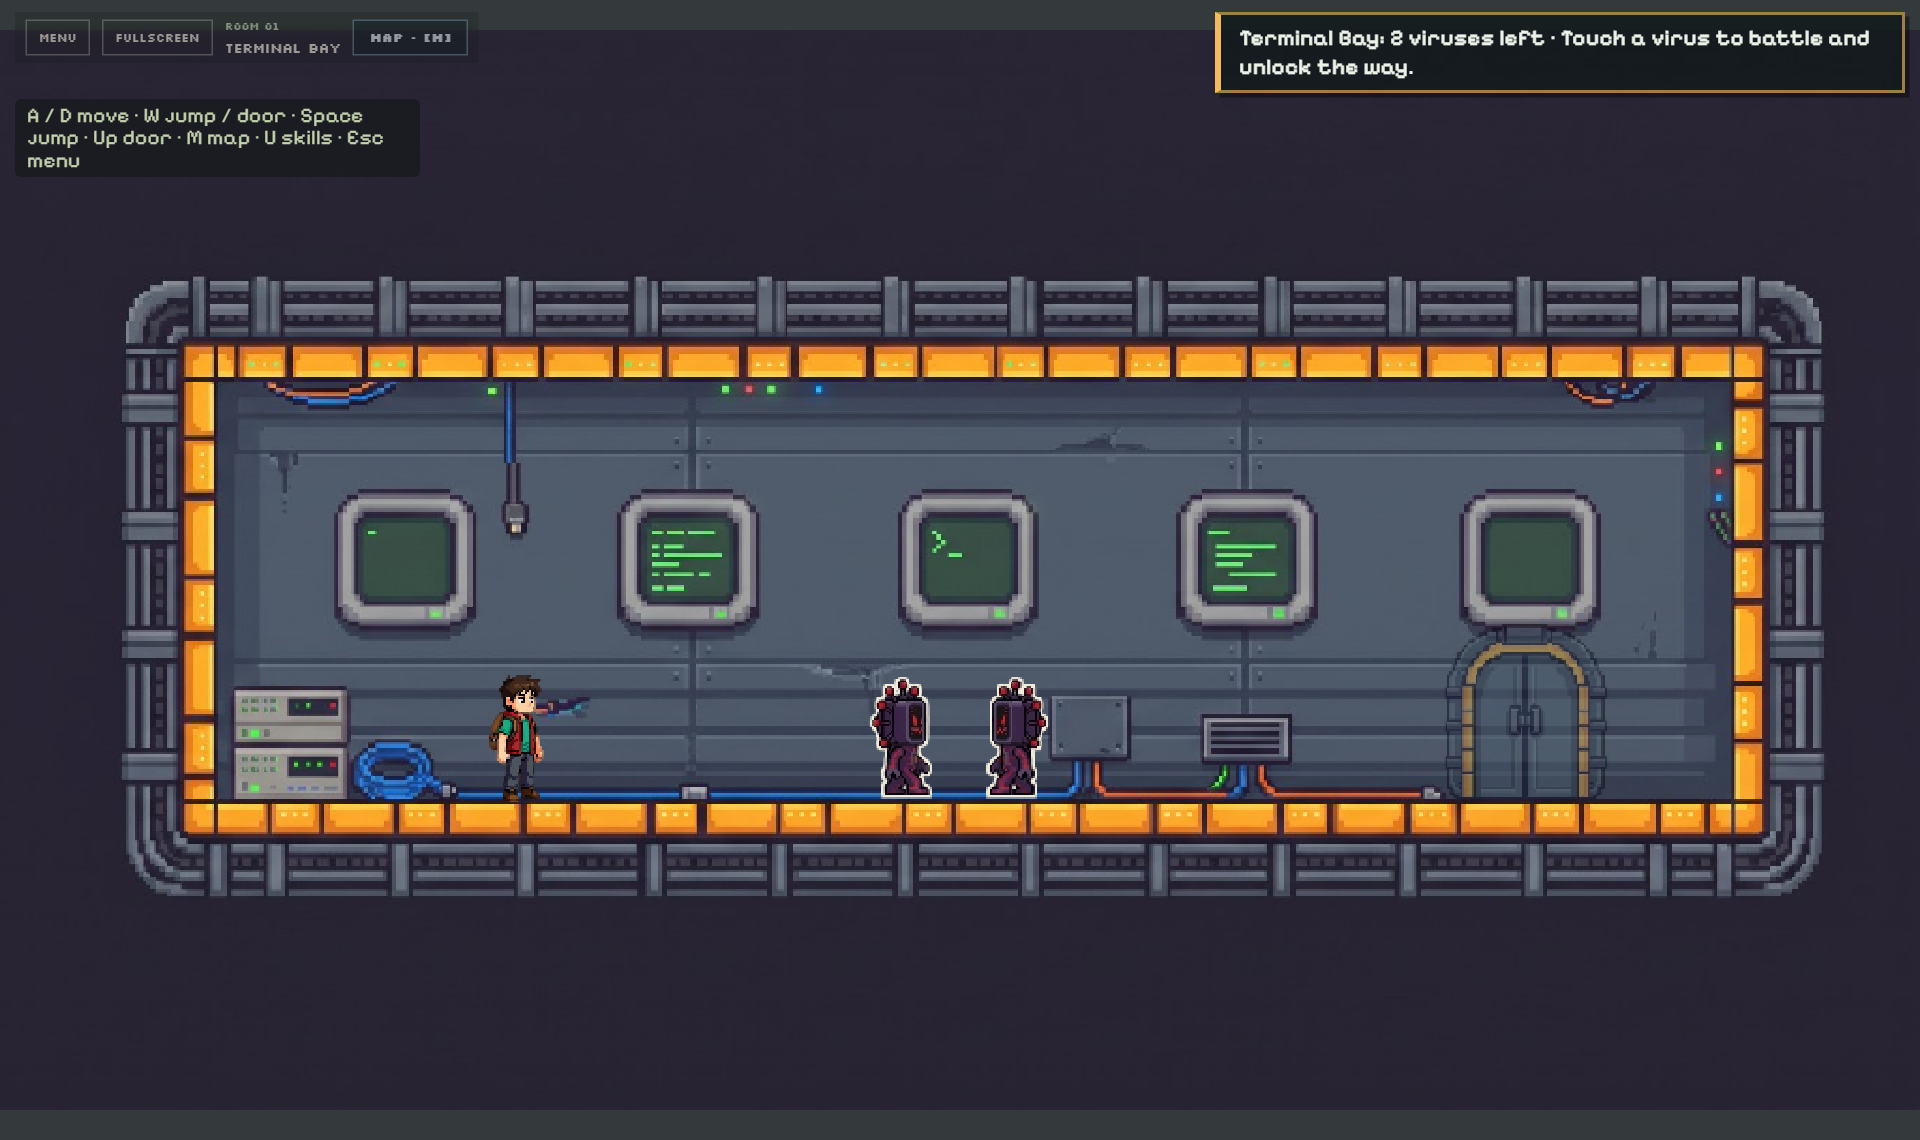 MENU
FULLSCREEN
ROOM 01
TERMINAL BAY
MAP - [M]
Terminal Bay: 2 viruses left · Touch a virus to battle and
unlock the way.
A / D move · W Jump / door · Space
Jump · Up door · M map · U skills · Esc
menu